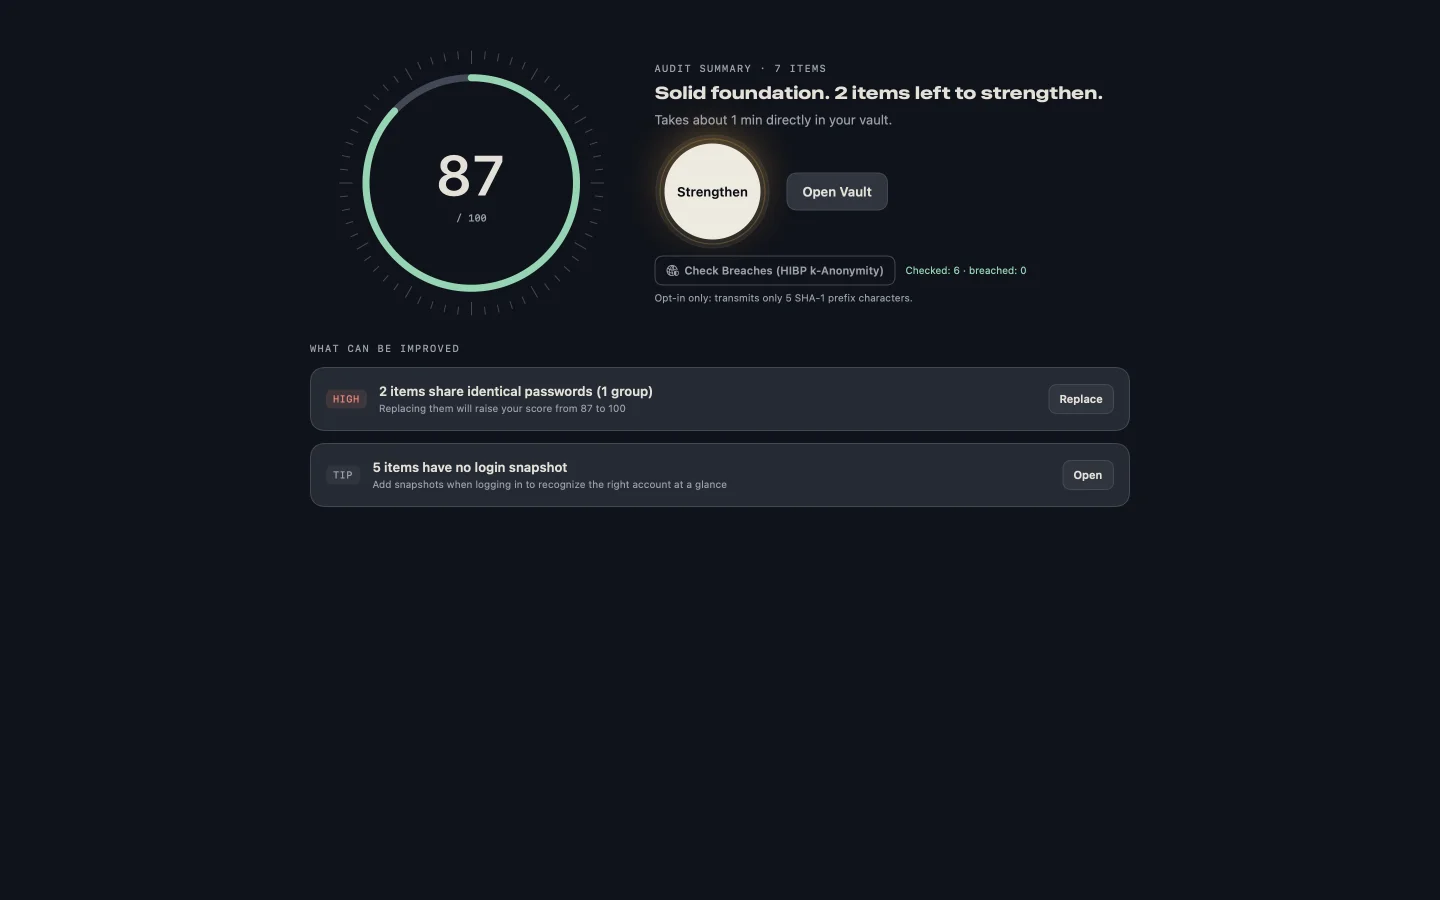 87
/ 100
AUDIT SUMMARY · 7 ITEMS
Solid foundation. 2 items left to strengthen.
Takes about 1 min directly in your vault.
Strengthen
Open Vault
Check Breaches (HIBP k-Anonymity)
Checked: 6 · breached: 0
Opt-in only: transmits only 5 SHA-1 prefix characters.
WHAT CAN BE IMPROVED
HIGH
2 items share identical passwords (1 group)
Replacing them will raise your score from 87 to 100
Replace
TIP
5 items have no login snapshot
Add snapshots when logging in to recognize the right account at a glance
Open